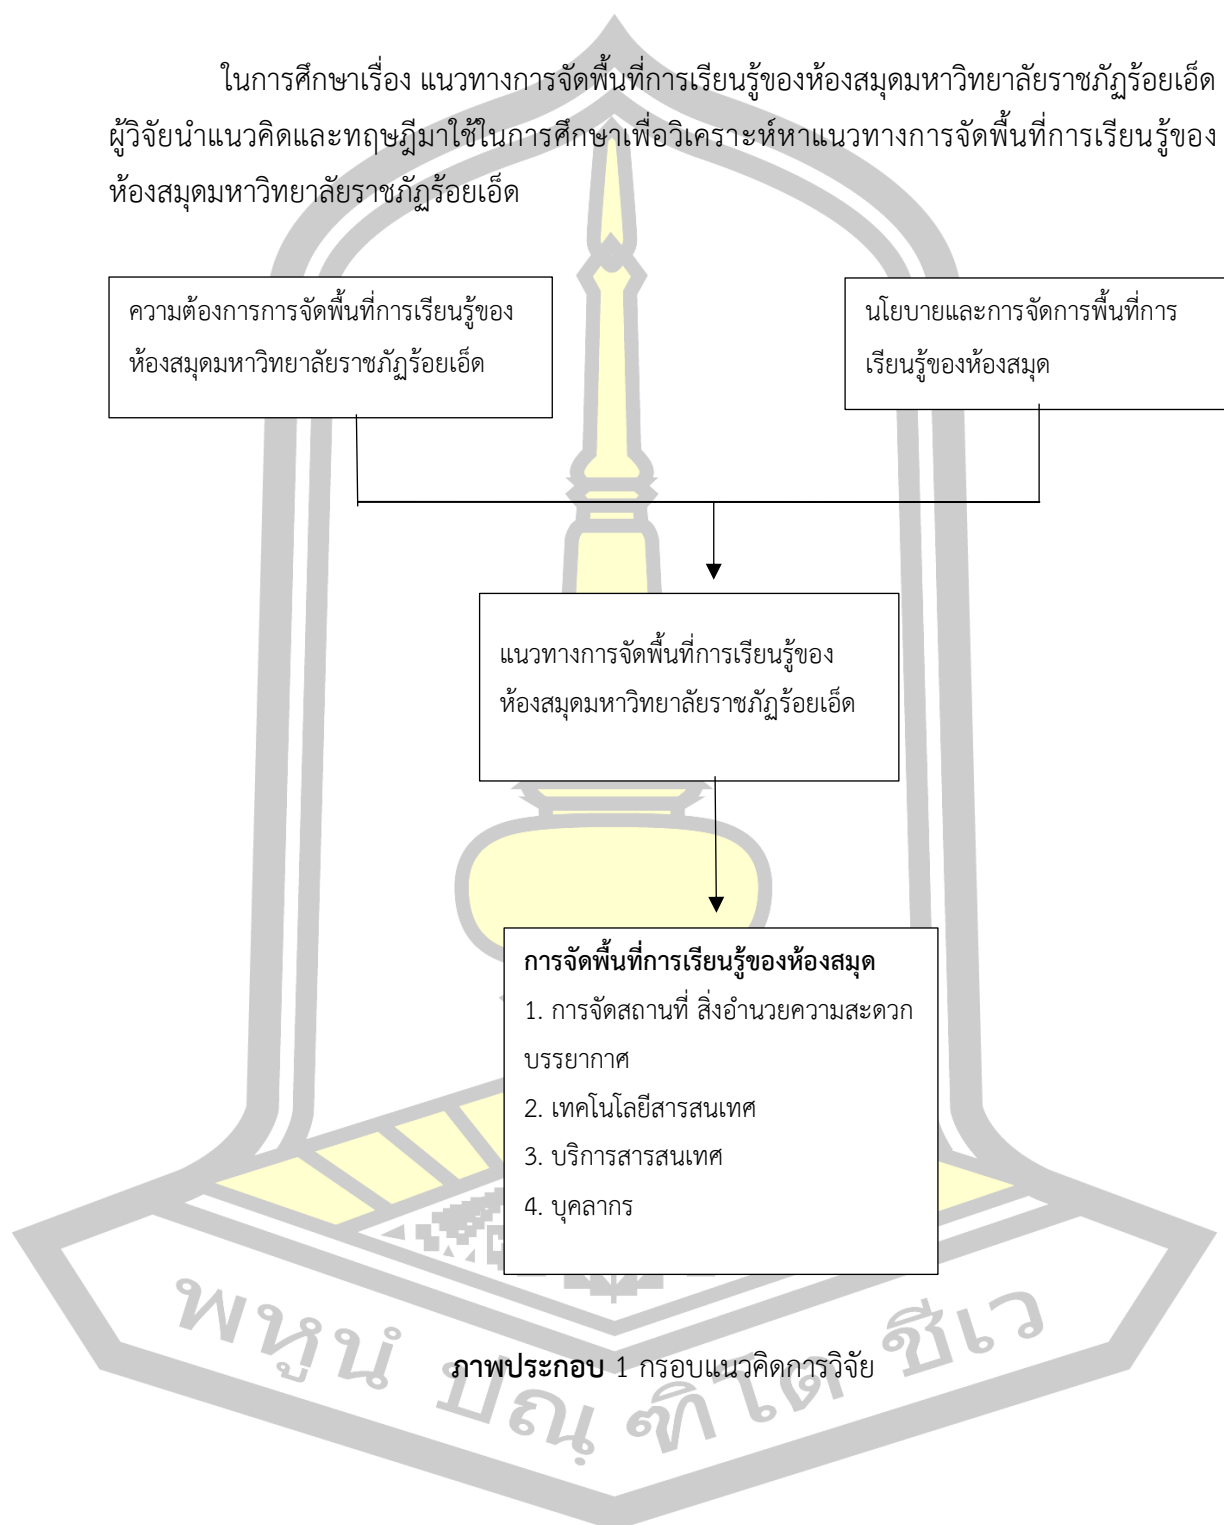 ในการศึกษาเรื่อง แนวทางการจัดพื้นที่การเรียนรู้ของห้องสมุดมหาวิทยาลัยราชภัฏร้อยเอ็ด
ผู้วิจัยนำแนวคิดและทฤษฎีมาใช้ในการศึกษาเพื่อวิเคราะห์หาแนวทางการจัดพื้นที่การเรียนรู้ของ
ห้องสมุดมหาวิทยาลัยราชภัฏร้อยเอ็ด
ความต้องการการจัดพื้นที่การเรียนรู้ของ
ห้องสมุดมหาวิทยาลัยราชภัฏร้อยเอ็ด
นโยบายและการจัดการพื้นที่การ
เรียนรู้ของห้องสมุด
แนวทางการจัดพื้นที่การเรียนรู้ของ
ห้องสมุดมหาวิทยาลัยราชภัฏร้อยเอ็ด
การจัดพื้นที่การเรียนรู้ของห้องสมุด
1. การจัดสถานที่ สิ่งอำนวยความสะดวก
บรรยากาศ
2. เทคโนโลยีสารสนเทศ
3. บริการสารสนเทศ
4. บุคลากร
ภาพประกอบ 1 กรอบแนวคิดการวิจัย
พหูนํ ปณฺฑิโต ชีเว